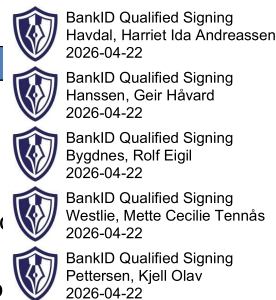 BankID Qualified Signing
Havdal, Harriet Ida Andreassen
2026-04-22
BankID Qualified Signing
Hanssen, Geir Håvard
2026-04-22
BankID Qualified Signing
Bygdnes, Rolf Eigil
2026-04-22
BankID Qualified Signing
Westlie, Mette Cecilie Tennås
2026-04-22
BankID Qualified Signing
Pettersen, Kjell Olav
2026-04-22